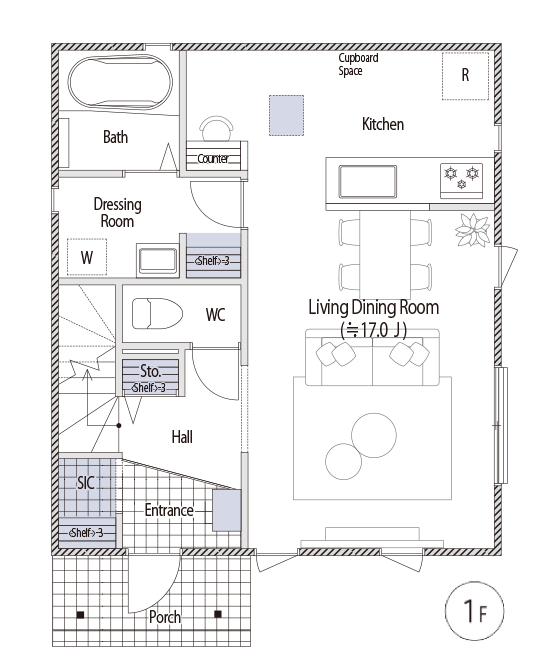 Cupboard
Space
R
Kitchen
Bath
Counter
Dressing
Room
W
<Shelf>-3
Living Dining Room
(≒17.0 J)
WC
Sto.
<Shelf>-3
Hall
SIC
Entrance
<Shelf>-3
Porch
1F